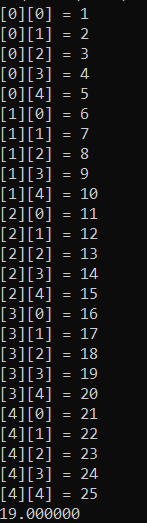 [0][0] = 1
[0][1] = 2
[0][2] = 3
[0][3] = 4
[0][4] = 5
[1][0] = 6
[1][1] = 7
[1][2] = 8
[1][3] = 9
[1][4] = 10
[2][0] = 11
[2][1] = 12
[2][2] = 13
[2][3] = 14
[2][4] = 15
[3][0] = 16
[3][1] = 17
[3][2] = 18
[3][3] = 19
[3][4] = 20
[4][0] = 21
[4][1] = 22
[4][2] = 23
[4][3] = 24
[4][4] = 25
19.000000